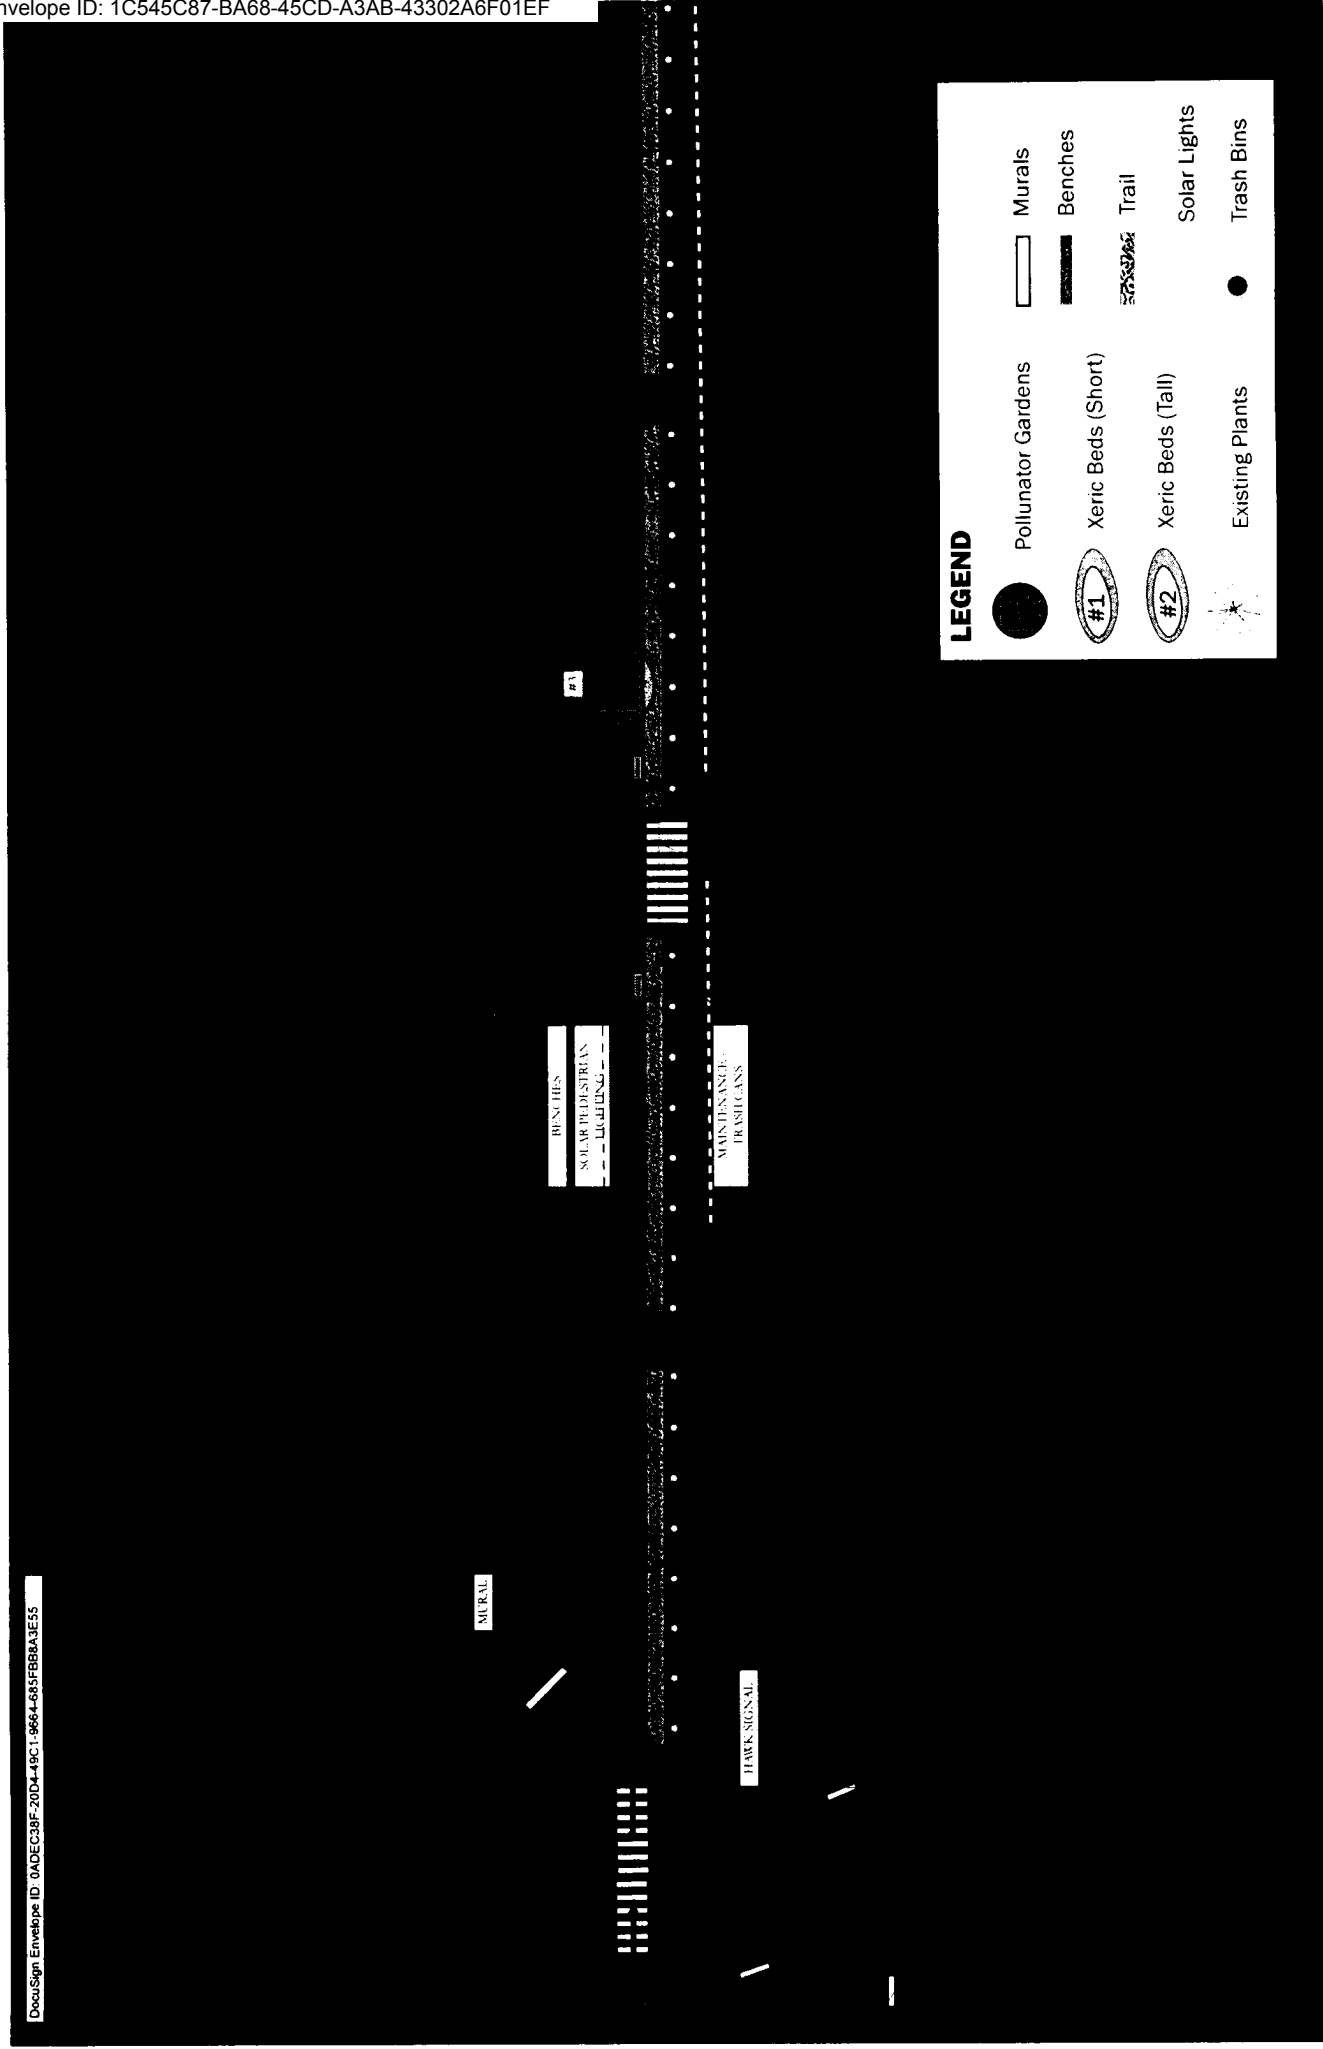 nvelope ID: 1C545C87-BA68-45CD-A3AB-43302A6F01EF
DocuSign Envelope ID: 0ADEC38F-20D4-49C1-9664-685FBB8A3E55
MURAL
BENCHES
SOLAR PEDESTRIAN
LIGHTING
#3
HAWK SIGNAL
MAINTENANCE -
TRASH CANS
LEGEND
Pollunator Gardens
#1 Xeric Beds (Short)
#2 Xeric Beds (Tall)
Existing Plants
Murals
Benches
Trail
Solar Lights
Trash Bins